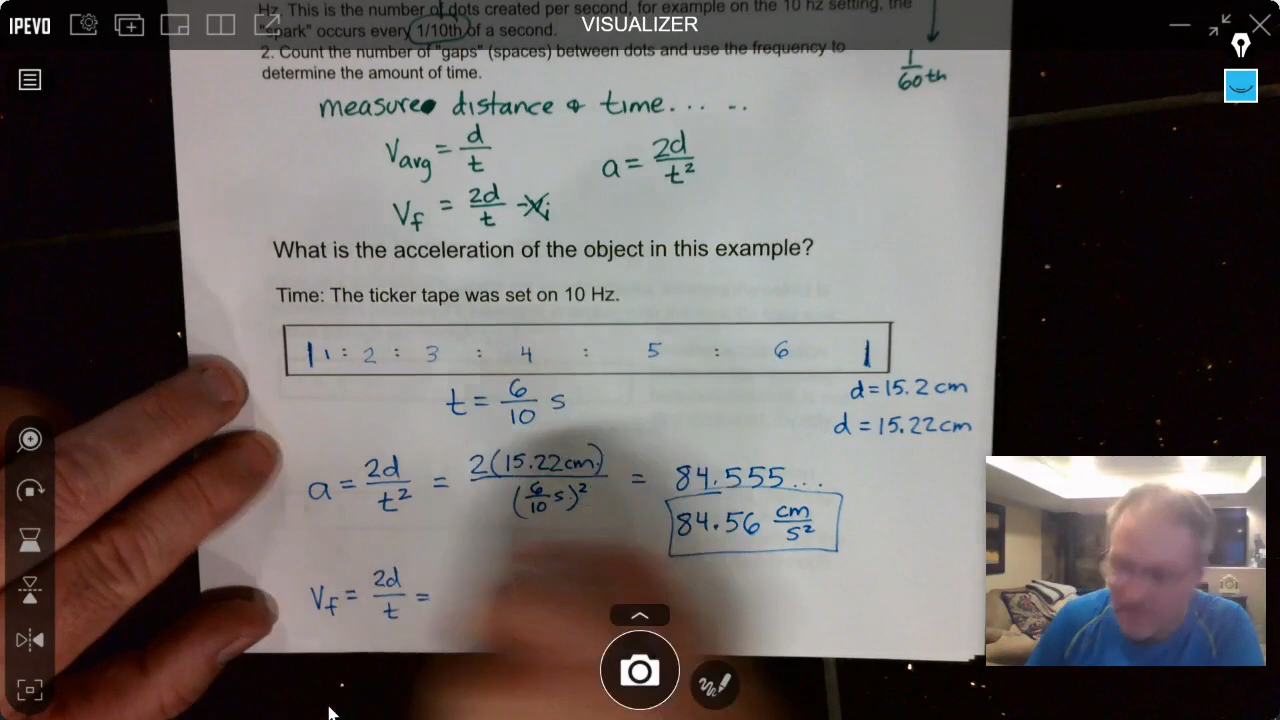 IPEVO
VISUALIZER
Hz. This is the number of dots created per second, for example on the 10 hz setting, the
"spark" occurs every 1/10th of a second.
2. Count the number of "gaps" (spaces) between dots and use the frequency to
determine the amount of time.
1/60th
measure distance & time... ..
Vavg = d/t
a = 2d/t²
Vf = 2d/t - Vi
What is the acceleration of the object in this example?
Time: The ticker tape was set on 10 Hz.
| 1 : 2 : 3 : 4 : 5 : 6 |
t = 6/10 s
d = 15.2 cm
d = 15.22 cm
a = 2d/t² = 2(15.22cm)/(6/10 s)² = 84.555...
84.56 cm/s²
Vf = 2d/t =